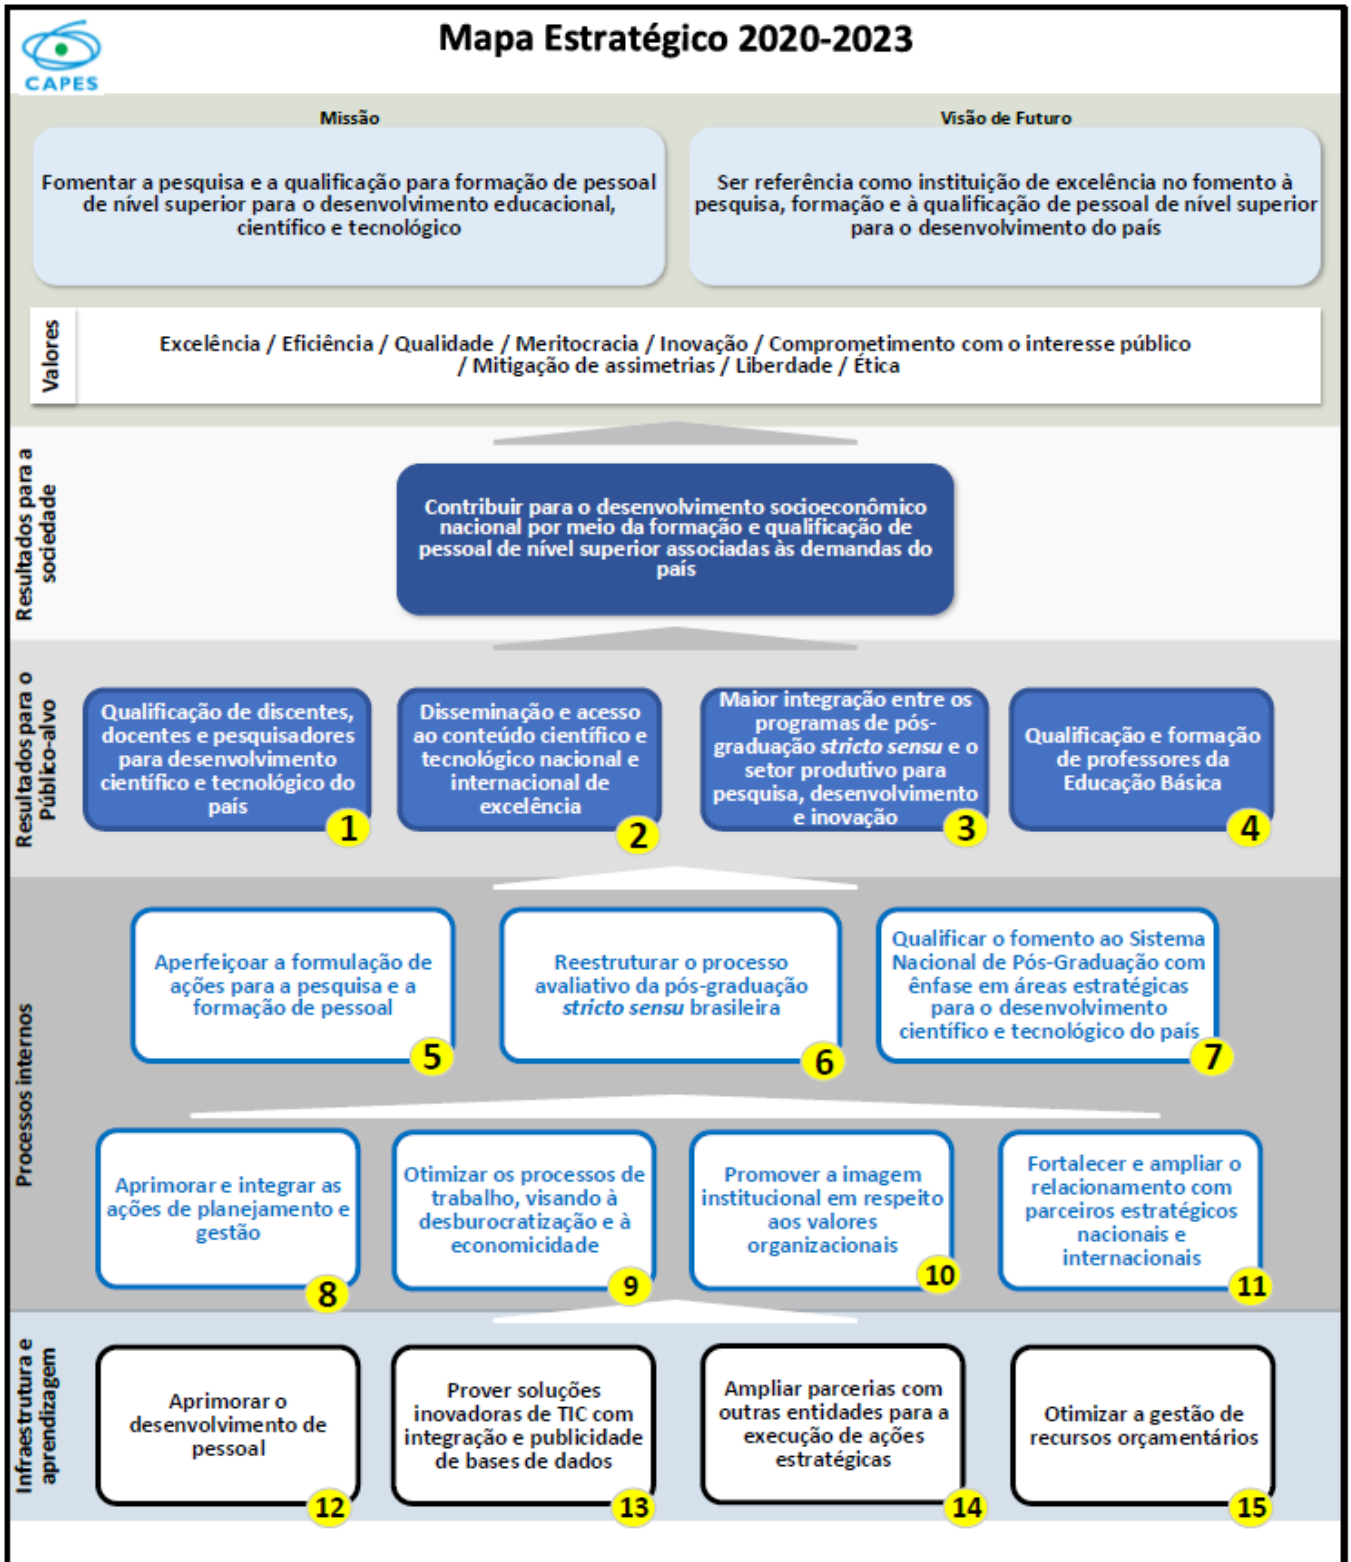 Mapa Estratégico 2020-2023
CAPES
Missão
Fomentar a pesquisa e a qualificação para formação de pessoal
de nível superior para o desenvolvimento educacional,
científico e tecnológico
Visão de Futuro
Ser referência como instituição de excelência no fomento à
pesquisa, formação e à qualificação de pessoal de nível superior
para o desenvolvimento do país
Valores
Excelência / Eficiência / Qualidade / Meritocracia / Inovação / Comprometimento com o interesse público
/ Mitigação de assimetrias / Liberdade / Ética
Resultados para a
sociedade
Contribuir para o desenvolvimento socioeconômico
nacional por meio da formação e qualificação de
pessoal de nível superior associadas às demandas do
país
Resultados para o
Público-alvo
Qualificação de discentes,
docentes e pesquisadores
para desenvolvimento
científico e tecnológico do
país
1
Disseminação e acesso
ao conteúdo científico e
tecnológico nacional e
internacional de
excelência
2
Maior integração entre os
programas de pós-
graduação stricto sensu e o
setor produtivo para
pesquisa, desenvolvimento
e inovação
3
Qualificação e formação
de professores da
Educação Básica
4
Processos internos
Aperfeiçoar a formulação de
ações para a pesquisa e a
formação de pessoal
5
Reestruturar o processo
avaliativo da pós-graduação
stricto sensu brasileira
6
Qualificar o fomento ao Sistema
Nacional de Pós-Graduação com
ênfase em áreas estratégicas
para o desenvolvimento
científico e tecnológico do país
7
Aprimorar e integrar as
ações de planejamento e
gestão
8
Otimizar os processos de
trabalho, visando à
desburocratização e à
economicidade
9
Promover a imagem
institucional em respeito
aos valores
organizacionais
10
Fortalecer e ampliar o
relacionamento com
parceiros estratégicos
nacionais e
internacionais
11
Infraestrutura e
aprendizagem
Aprimorar o
desenvolvimento de
pessoal
12
Prover soluções
inovadoras de TIC com
integração e publicidade
de bases de dados
13
Ampliar parcerias com
outras entidades para a
execução de ações
estratégicas
14
Otimizar a gestão de
recursos orçamentários
15